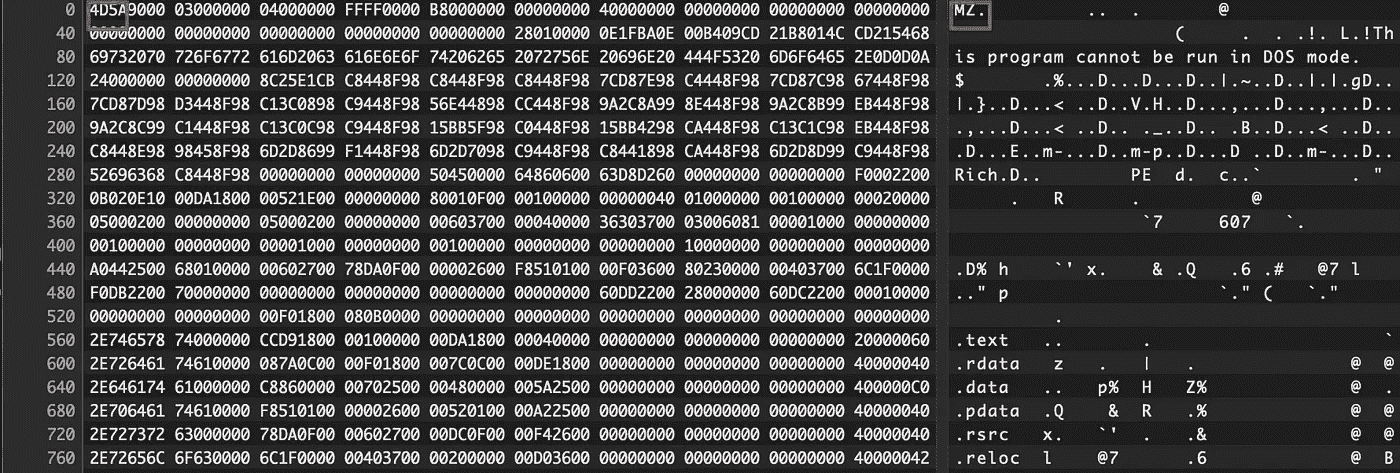 0 4D5A9000 03000000 04000000 FFFF0000 B8000000 00000000 40000000 00000000 00000000 00000000 MZ. .. . @
40 00000000 00000000 00000000 00000000 00000000 28010000 0E1FBA0E 00B409CD 21B8014C CD215468 ( . . .!. L.!Th
80 69732070 726F6772 616D2063 616E6E6F 74206265 2072756E 20696E20 444F5320 6D6F6465 2E0D0D0A is program cannot be run in DOS mode.
120 24000000 00000000 8C25E1CB C8448F98 C8448F98 C8448F98 7CD87E98 C4448F98 7CD87C98 67448F98 $ .%...D...D...D..|.~..D..|.|.gD..
160 7CD87D98 D3448F98 C13C0898 C9448F98 56E44898 CC448F98 9A2C8A99 8E448F98 9A2C8B99 EB448F98 |.}..D...< ..D..V.H..D...,...D...,...D..
200 9A2C8C99 C1448F98 C13C0C98 C9448F98 15BB5F98 C0448F98 15BB4298 CA448F98 C13C1C98 EB448F98 .,...D...< ..D.. ._..D.. .B..D...< ..D..
240 C8448E98 98458F98 6D2D8699 F1448F98 6D2D7098 C9448F98 C8441898 CA448F98 6D2D8D99 C9448F98 .D...E..m-...D..m-p..D...D ..D..m-...D..
280 52696368 C8448F98 00000000 00000000 50450000 64860600 63D8D260 00000000 00000000 F0002200 Rich.D.. PE d. c..` . "
320 0B020E10 00DA1800 00521E00 00000000 80010F00 00100000 00000040 01000000 00100000 00020000 . R . @
360 05000200 00000000 05000200 00000000 00603700 00040000 36303700 03006081 00001000 00000000 `7 607 `.
400 00100000 00000000 00001000 00000000 00100000 00000000 00000000 10000000 00000000 00000000
440 A0442500 68010000 00602700 78DA0F00 00002600 F8510100 00F03600 80230000 00403700 6C1F0000 .D% h `' x. & .Q .6 .# @7 l
480 F0DB2200 70000000 00000000 00000000 00000000 00000000 60DD2200 28000000 60DC2200 00010000 .." p `." ( `."
520 00000000 00000000 00F01800 080B0000 00000000 00000000 00000000 00000000 00000000 00000000 .
560 2E746578 74000000 CCD91800 00100000 00DA1800 00040000 00000000 00000000 00000000 20000060 .text .. . `
600 2E726461 74610000 087A0C00 00F01800 007C0C00 00DE1800 00000000 00000000 00000000 40000040 .rdata z . | . @ @
640 2E646174 61000000 C8860000 00702500 00480000 005A2500 00000000 00000000 00000000 400000C0 .data .. p% H Z% @ .
680 2E706461 74610000 F8510100 00002600 00520100 00A22500 00000000 00000000 00000000 40000040 .pdata .Q & R .% @ @
720 2E727372 63000000 78DA0F00 00602700 00DC0F00 00F42600 00000000 00000000 00000000 40000040 .rsrc x. `' . .& @ @
760 2E72656C 6F630000 6C1F0000 00403700 00200000 00D03600 00000000 00000000 00000000 40000042 .reloc l @7 .6 @ B